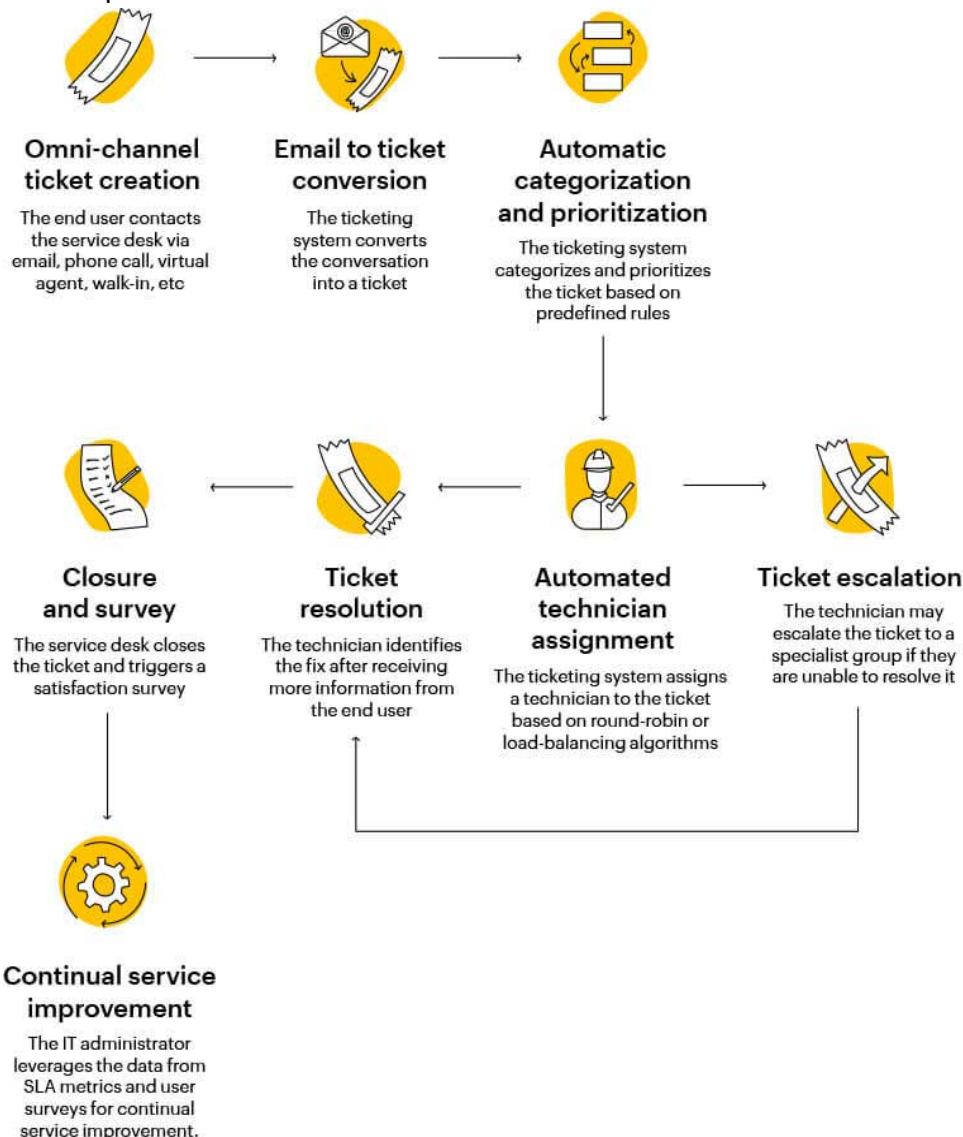 Omni-channel
ticket creation
The end user contacts
the service desk via
email, phone call, virtual
agent, walk-in, etc
Email to ticket
conversion
The ticketing
system converts
the conversation
into a ticket
Automatic
categorization
and prioritization
The ticketing system
categorizes and prioritizes
the ticket based on
predefined rules
Closure
and survey
The service desk closes
the ticket and triggers a
satisfaction survey
Ticket
resolution
The technician identifies
the fix after receiving
more information from
the end user
Automated
technician
assignment
The ticketing system assigns
a technician to the ticket
based on round-robin or
load-balancing algorithms
Ticket escalation
The technician may
escalate the ticket to a
specialist group if they
are unable to resolve it
Continual service
improvement
The IT administrator
leverages the data from
SLA metrics and user
surveys for continual
service improvement.